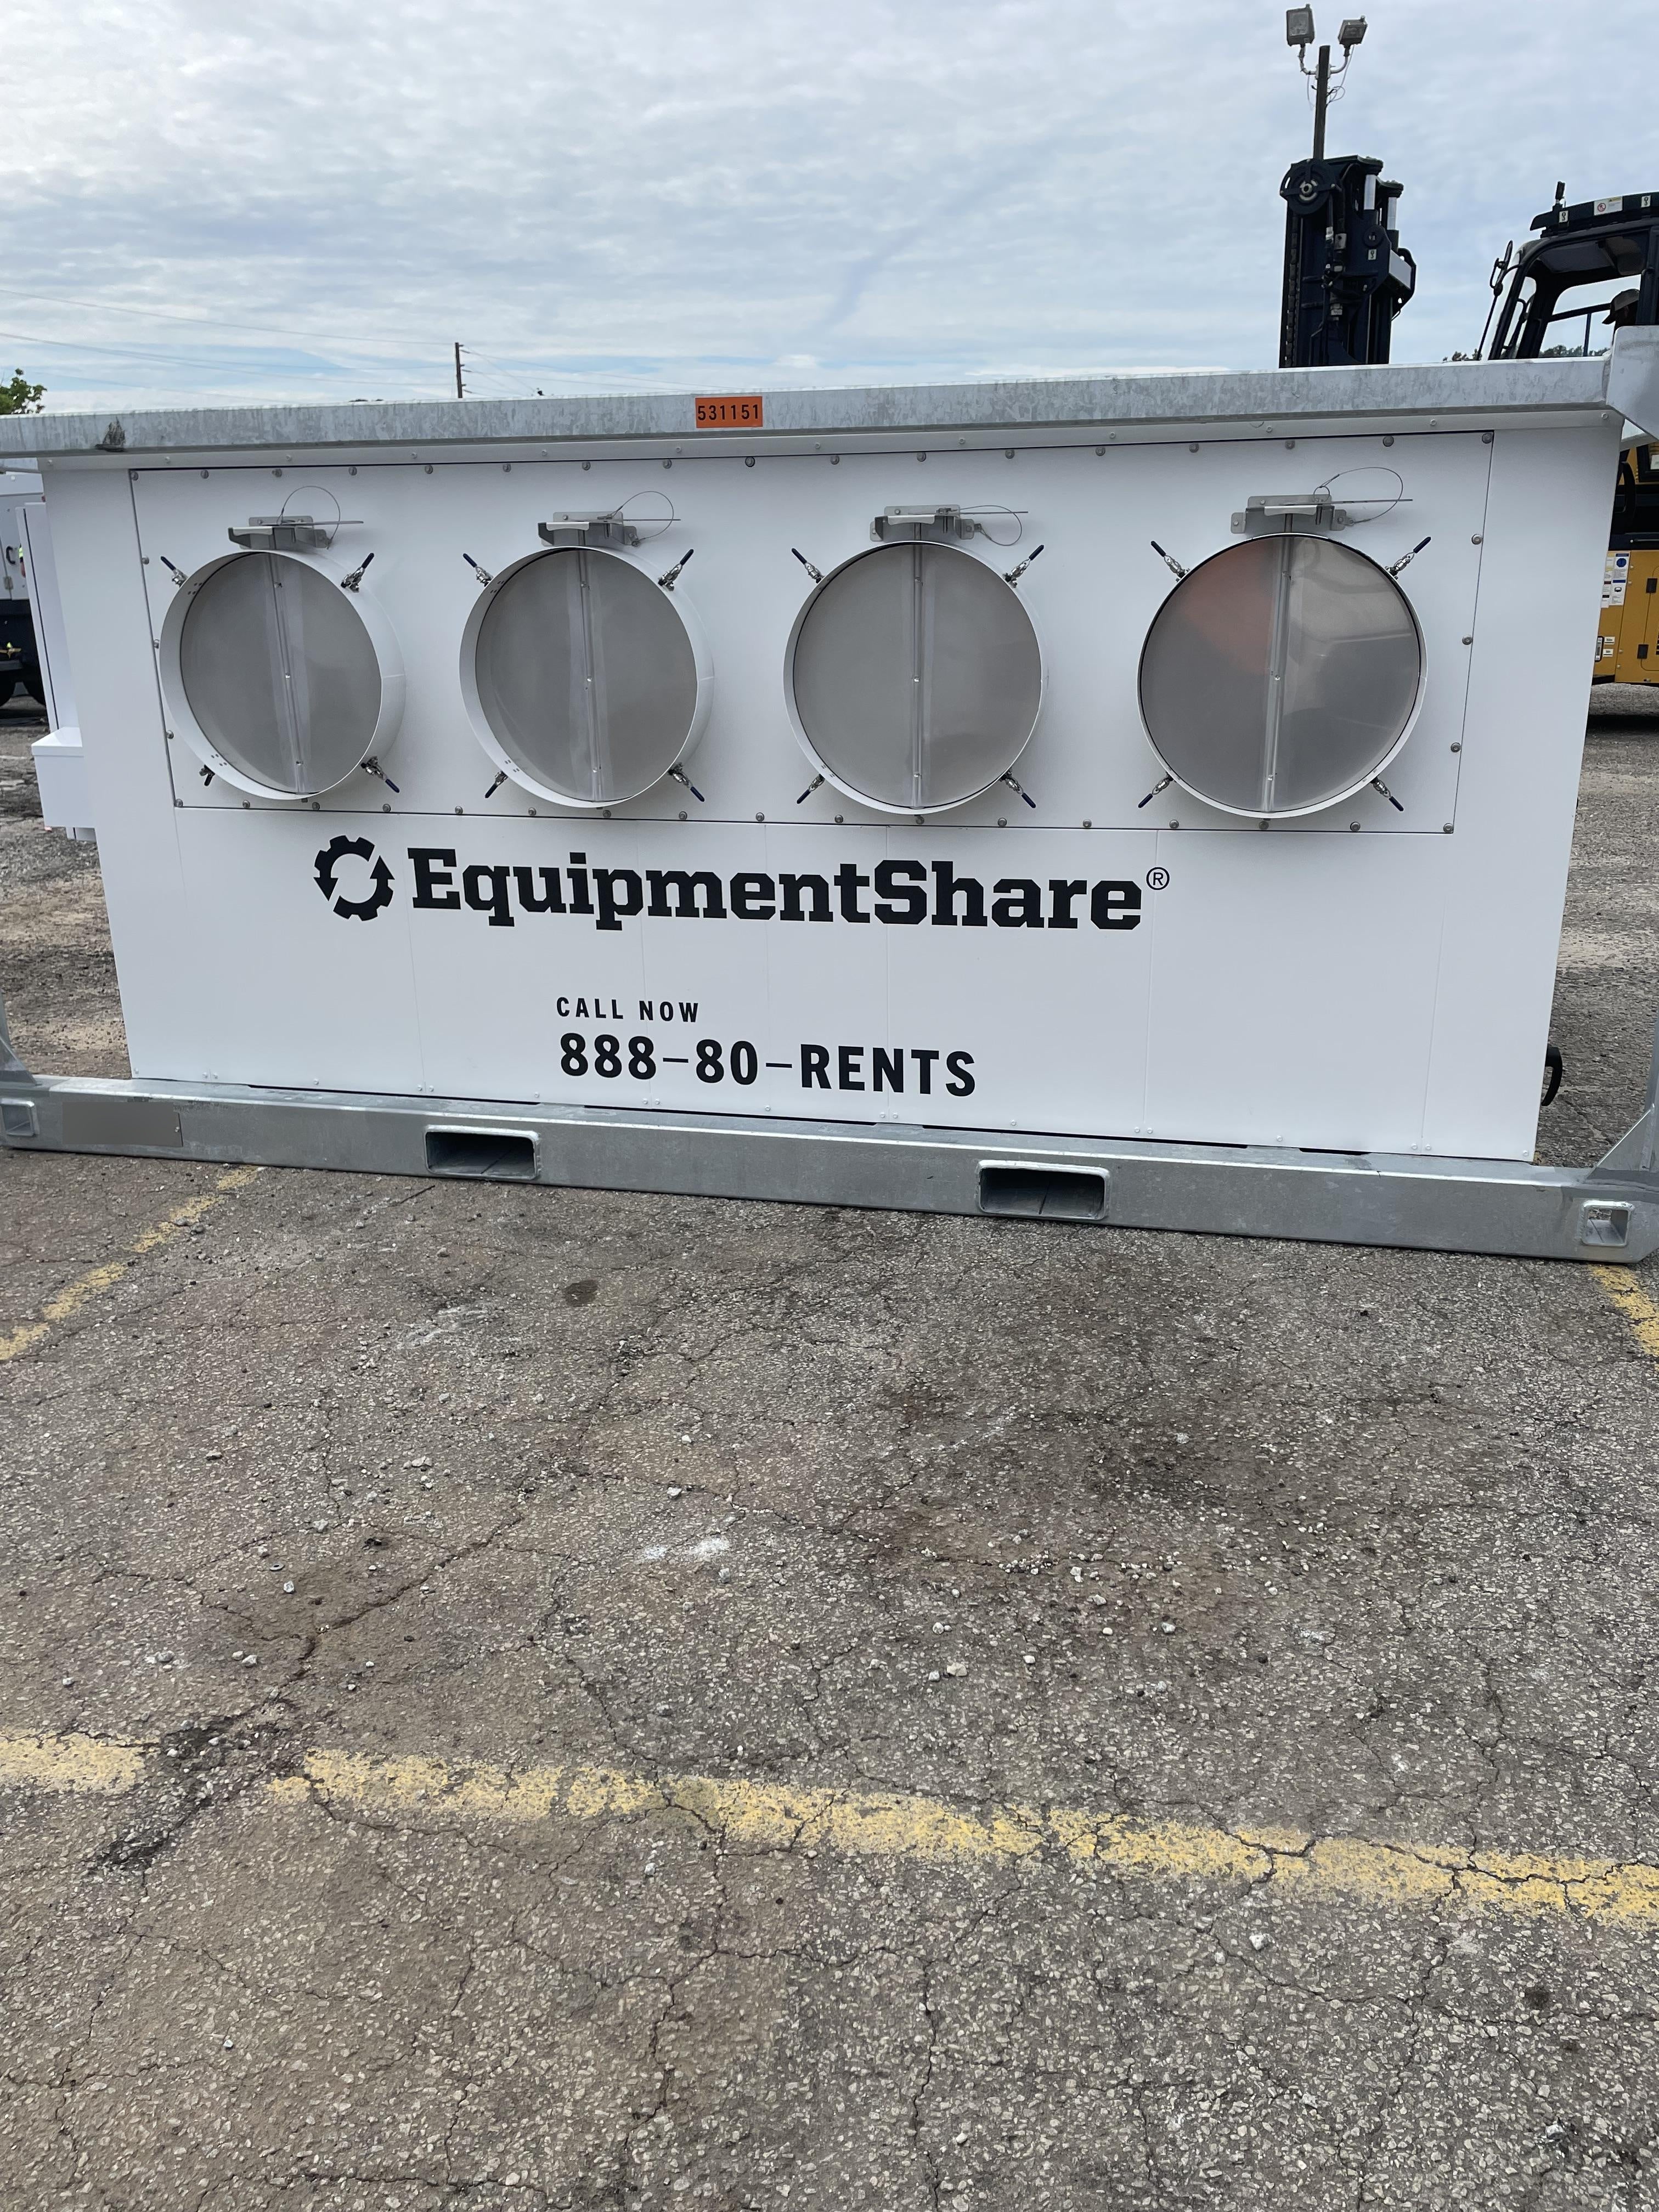 531151
EquipmentShare®
CALL NOW
888-80-RENTS